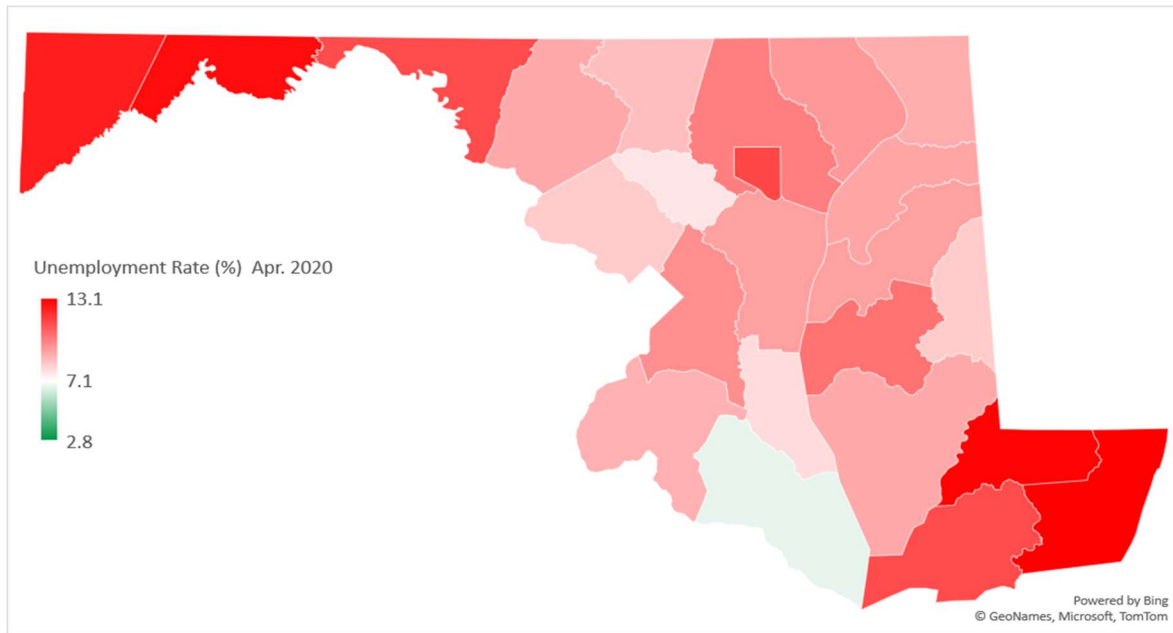 Unemployment Rate (%)  Apr. 2020
13.1
7.1
2.8
Powered by Bing
© GeoNames, Microsoft, TomTom